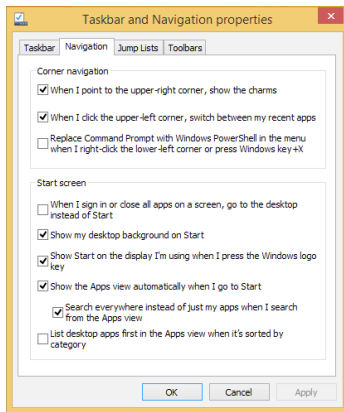 Taskbar and Navigation properties
Taskbar Navigation Jump Lists Toolbars
Corner navigation
When I point to the upper-right corner, show the charms
When I click the upper-left corner, switch between my recent apps
Replace Command Prompt with Windows PowerShell in the menu
when I right-click the lower-left corner or press Windows key+X
Start screen
When I sign in or close all apps on a screen, go to the desktop
instead of Start
Show my desktop background on Start
Show Start on the display I'm using when I press the Windows logo
key
Show the Apps view automatically when I go to Start
Search everywhere instead of just my apps when I search
from the Apps view
List desktop apps first in the Apps view when it's sorted by
category
OK Cancel Apply